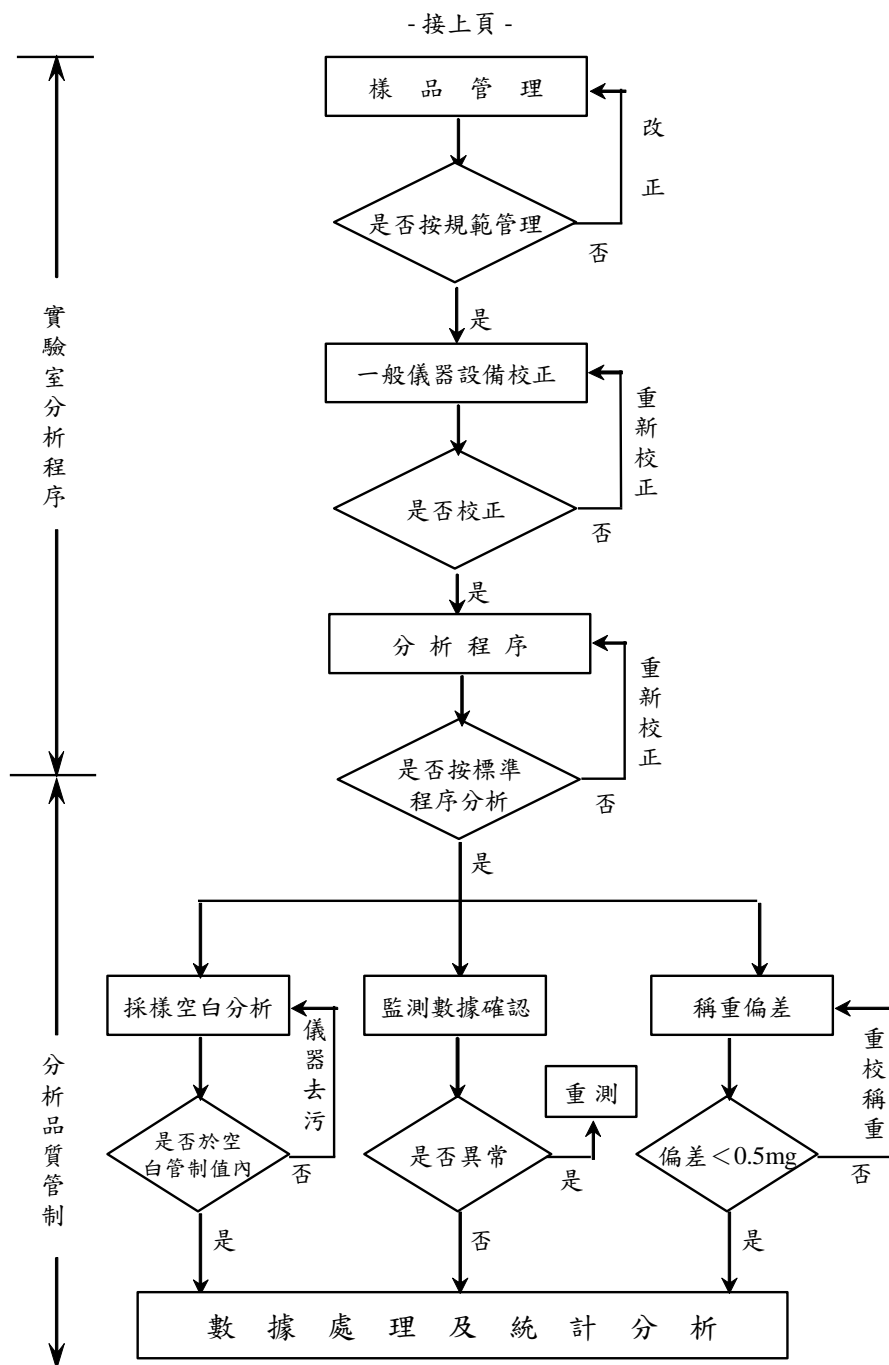 - 接上頁 -
樣品管理
改正
是否按規範管理
否
是
實驗室分析程序
一般儀器設備校正
重新校正
是否校正
否
是
分析程序
重新校正
是否按標準
程序分析
否
是
分析品質管制
採樣空白分析
儀器去污
是否於空
白管制值內
否
是
監測數據確認
重測
是否異常
是
否
稱重偏差
重校稱重
偏差＜0.5mg
否
是
數據處理及統計分析